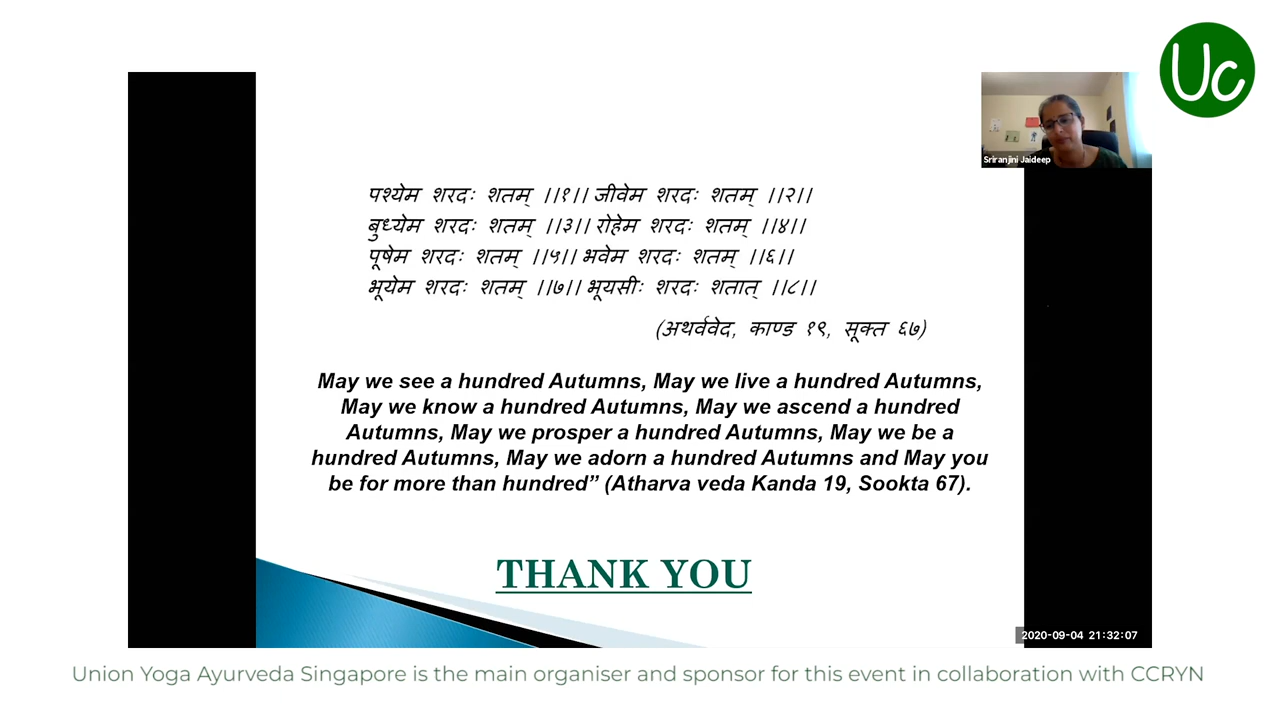 Uc
Sriranjini Jaideep
पश्येम शरदः शतम् ।।१।। जीवेम शरदः शतम् ।।२।।
बुध्येम शरदः शतम् ।।३।। रोहेम शरदः शतम् ।।४।।
पूषेम शरदः शतम् ।।५।। भवेम शरदः शतम् ।।६।।
भूयेम शरदः शतम् ।।७।। भूयसीः शरदः शतात् ।।८।।
(अथर्ववेद, काण्ड १९, सूक्त ६७)
May we see a hundred Autumns, May we live a hundred Autumns,
May we know a hundred Autumns, May we ascend a hundred
Autumns, May we prosper a hundred Autumns, May we be a
hundred Autumns, May we adorn a hundred Autumns and May you
be for more than hundred” (Atharva veda Kanda 19, Sookta 67).
THANK YOU
2020-09-04 21:32:07
Union Yoga Ayurveda Singapore is the main organiser and sponsor for this event in collaboration with CCRYN